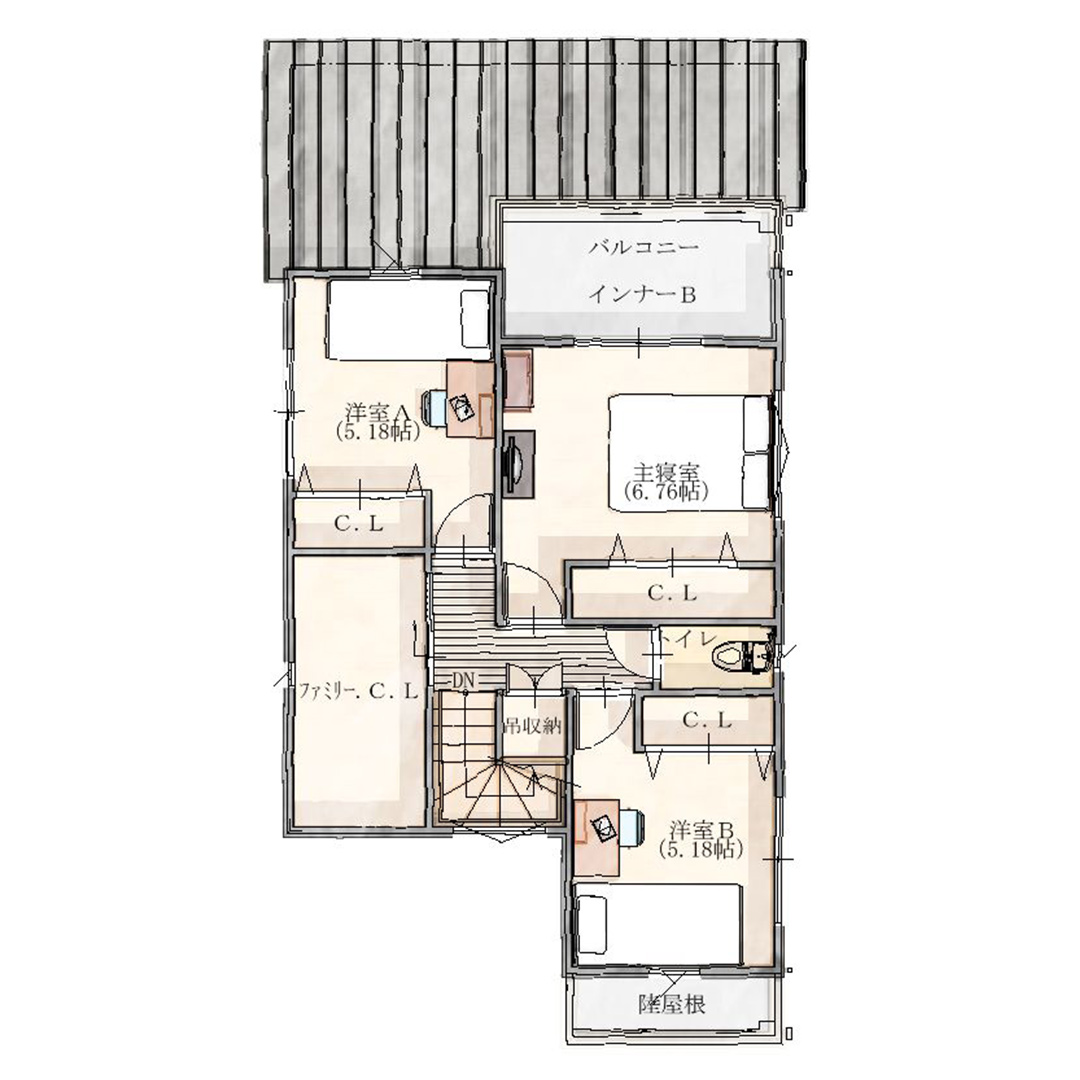 バルコニー
インナーB
洋室A
(5.18帖)
主寝室
(6.76帖)
C.L
C.L
トイレ
DN
ファミリー.C.L
吊収納
C.L
洋室B
(5.18帖)
陸屋根